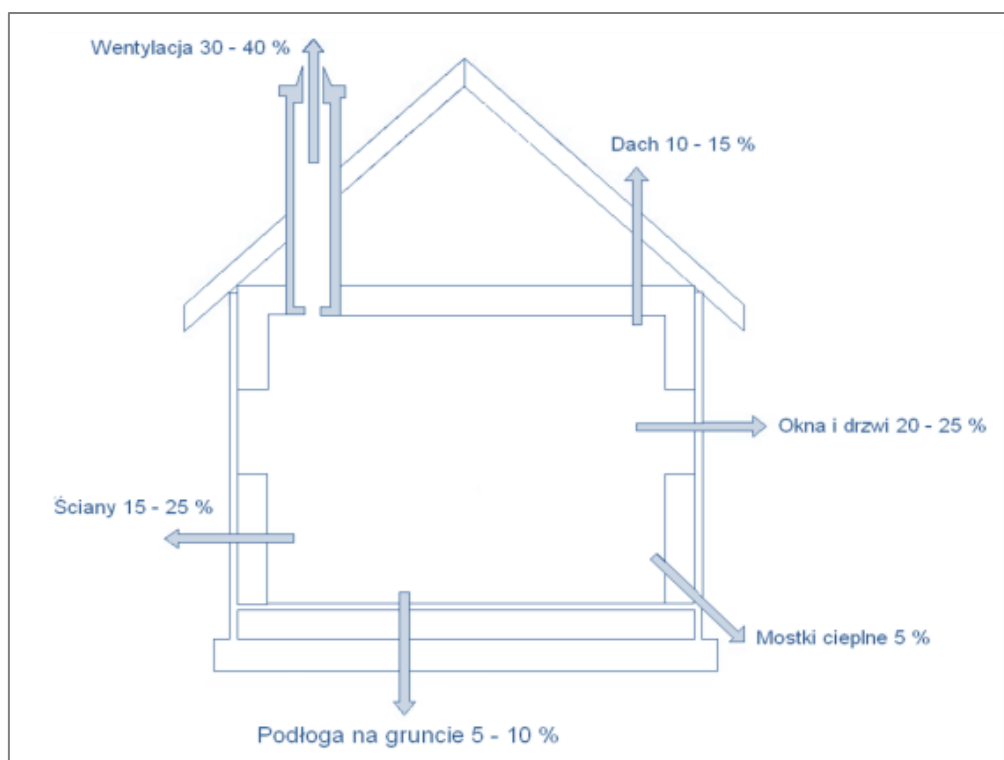 Wentylacja 30 - 40 %
Dach 10 - 15 %
Okna i drzwi 20 - 25 %
Ściany 15 - 25 %
Mostki cieplne 5 %
Podłoga na gruncie 5 - 10 %